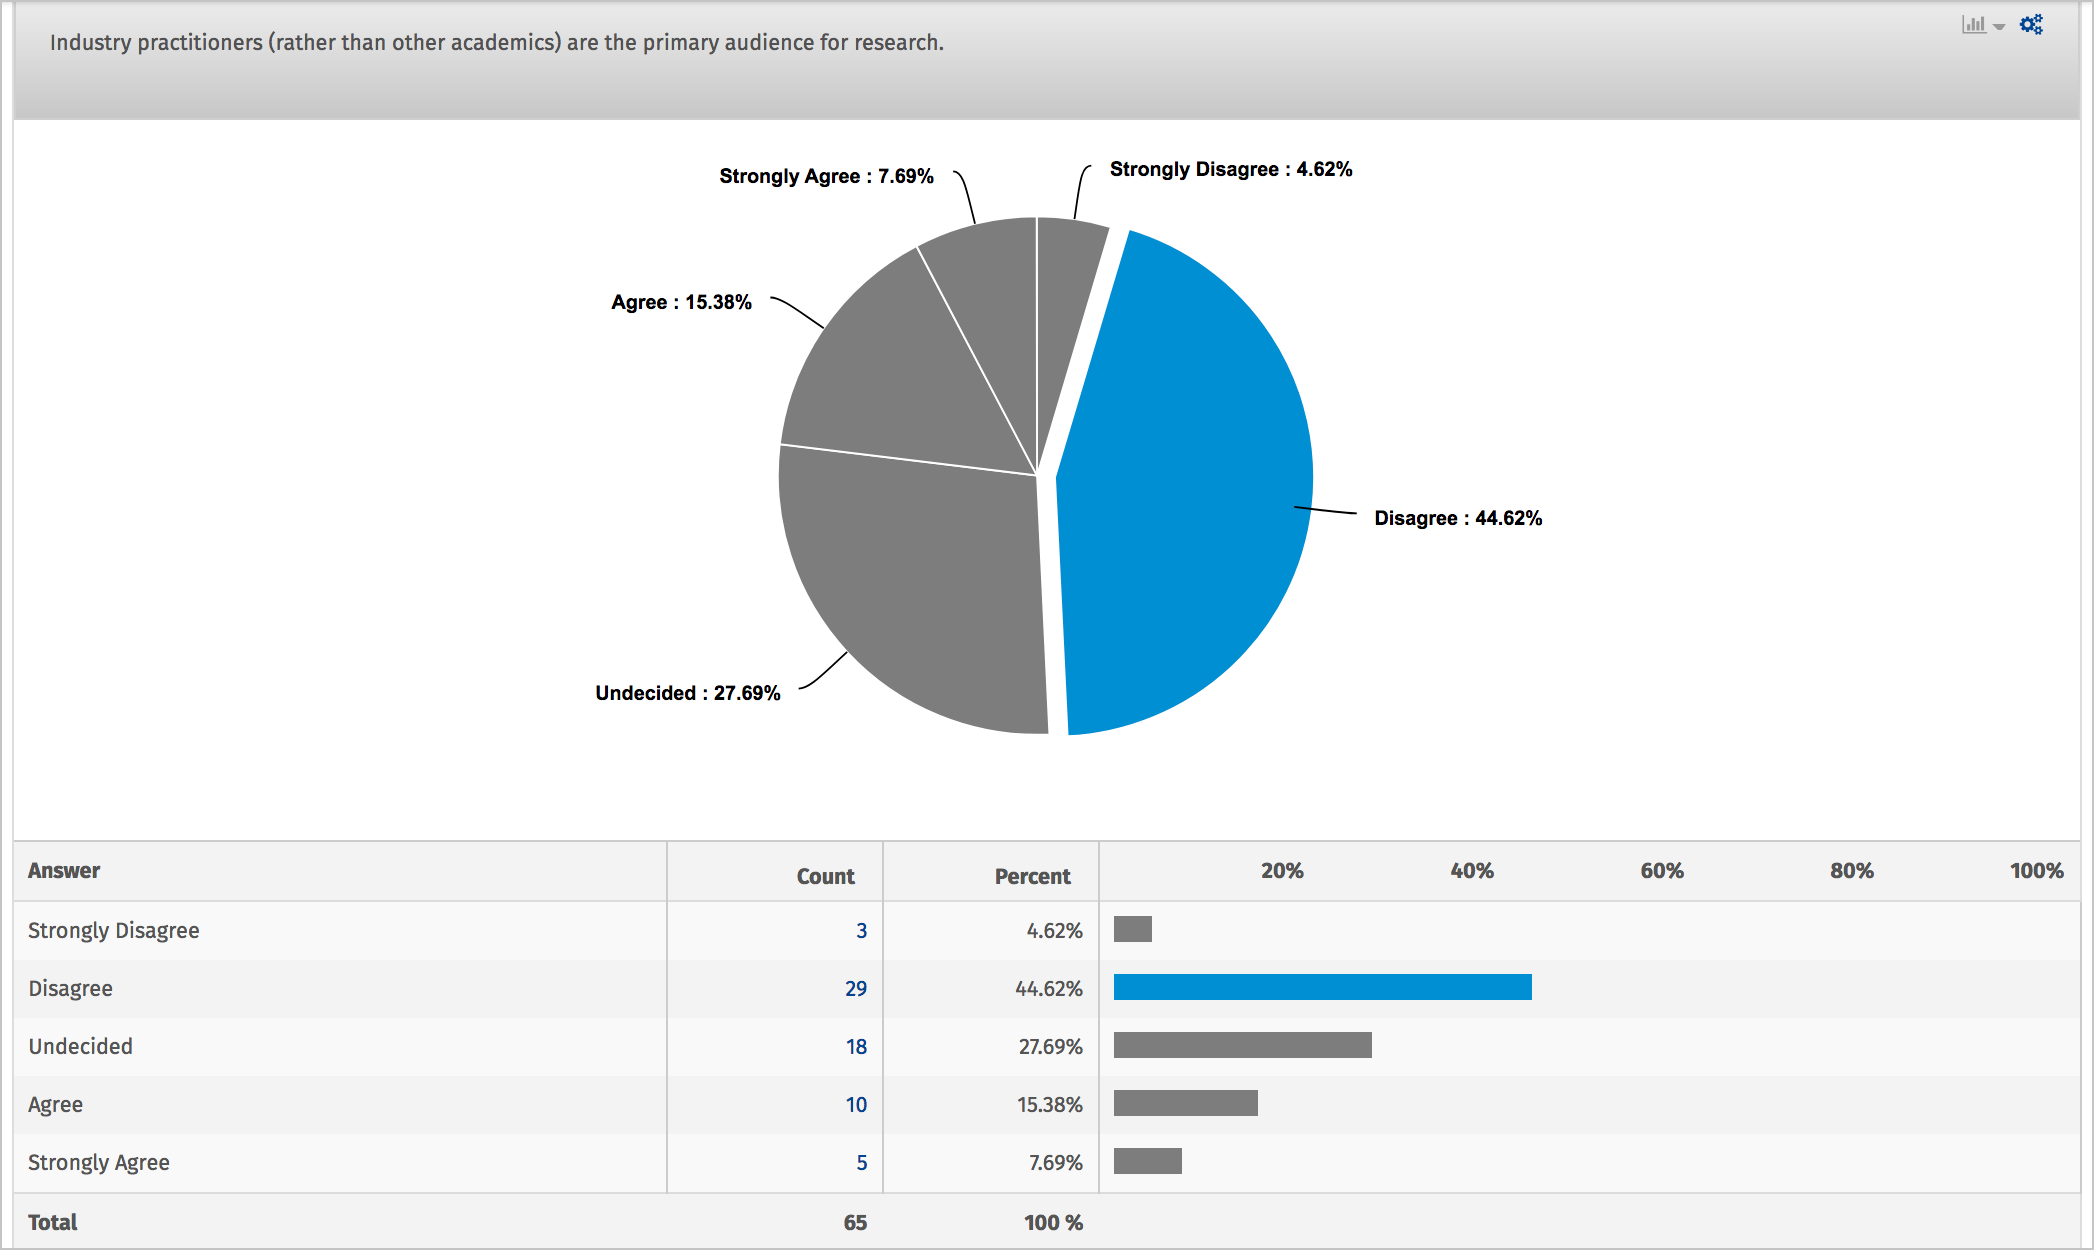 Industry practitioners (rather than other academics) are the primary audience for research.
Strongly Agree : 7.69%
Strongly Disagree : 4.62%
Agree : 15.38%
Disagree : 44.62%
Undecided : 27.69%
Answer Count Percent 20% 40% 60% 80% 100%
Strongly Disagree 3 4.62%
Disagree 29 44.62%
Undecided 18 27.69%
Agree 10 15.38%
Strongly Agree 5 7.69%
Total 65 100 %